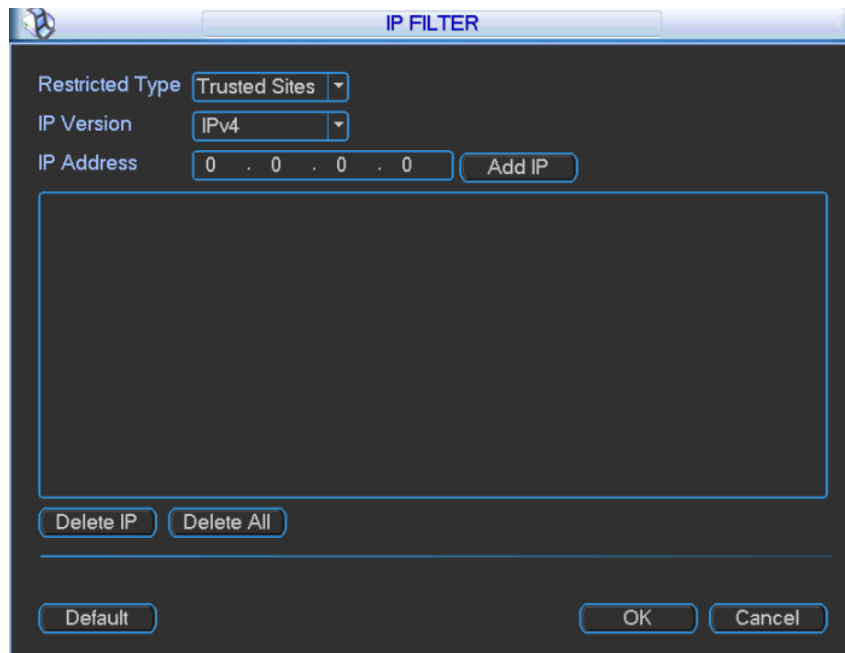 IP FILTER
Restricted Type Trusted Sites
IP Version IPv4
IP Address 0 . 0 . 0 . 0 Add IP
Delete IP Delete All
Default OK Cancel